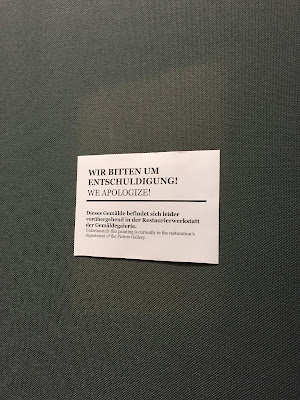 WIR BITTEN UM
ENTSCHULDIGUNG!
WE APOLOGIZE!
Dieses Gemälde befindet sich leider
vorübergehend in der Restaurierwerkstatt
der Gemäldegalerie.
Unfortunately this painting is currently in the restoration's
department of the Picture Gallery.